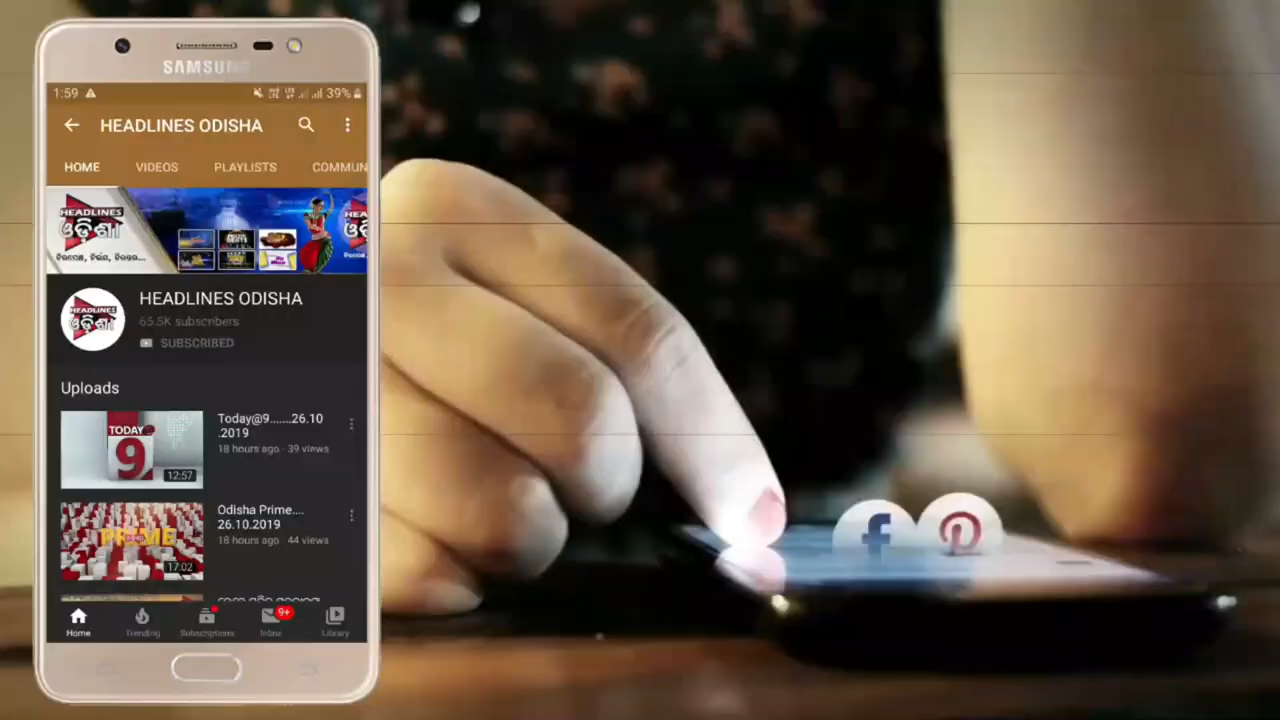 SAMSUNG
1:59 39%
HEADLINES ODISHA
HOME VIDEOS PLAYLISTS COMMUN
HEADLINES
ଓଡ଼ିଶା
HEADLINES ODISHA
65.5K subscribers
SUBSCRIBED
HEADLINES
ଓଡ଼ିଶା
Uploads
Today@9.......26.10
.2019
18 hours ago · 39 views
TODAY
9
12:57
Odisha Prime....
26.10.2019
18 hours ago · 44 views
PRIME
17:02
Home Trending Subscriptions Inbox 9+ Library
f